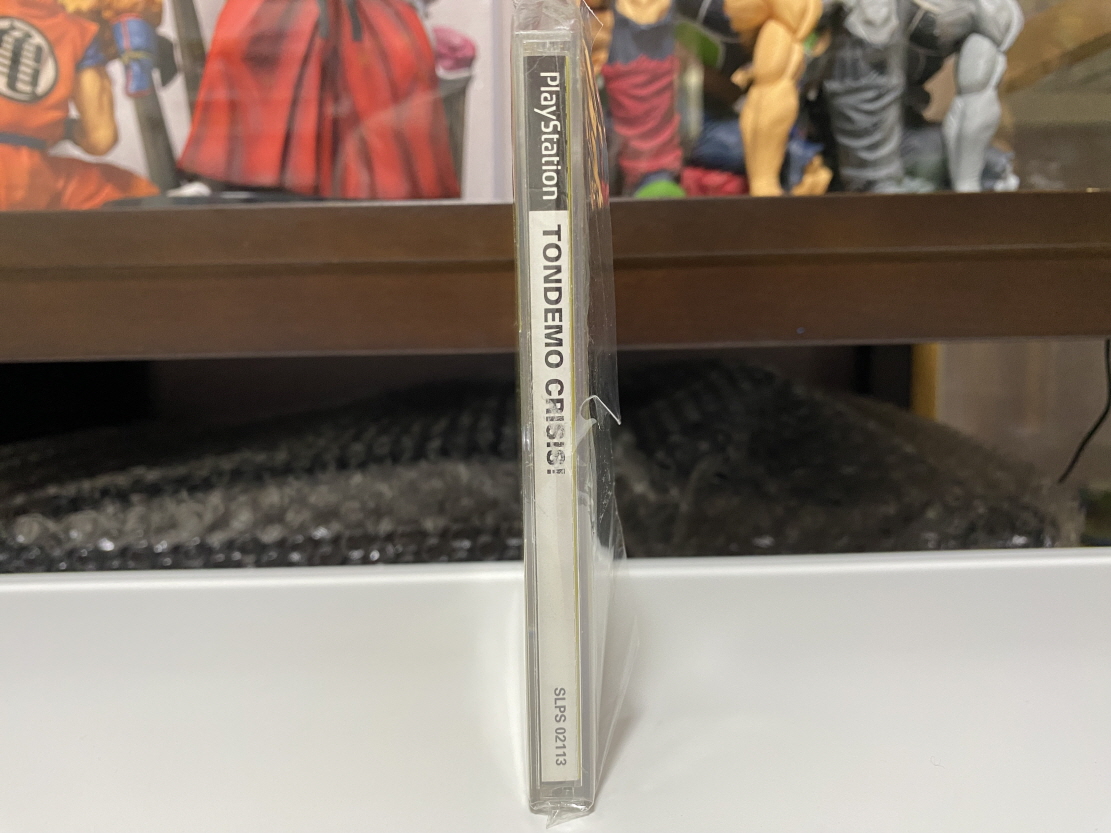 PlayStation
TONDEMO CRISIS!
SLPS 02113